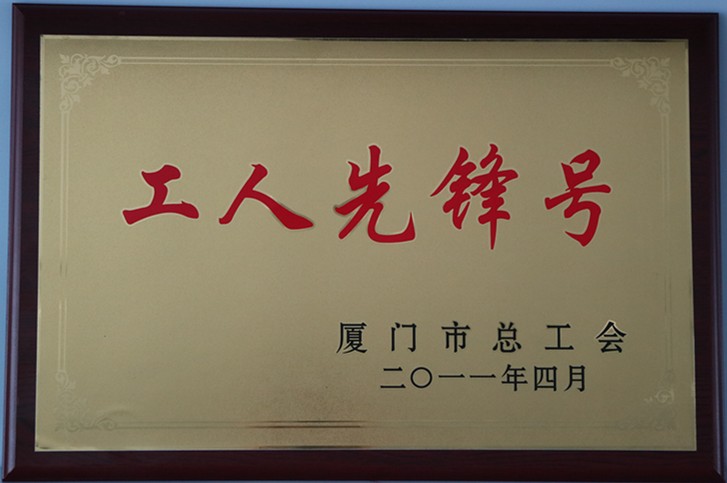 工人先锋号
厦门市总工会
二〇一一年四月